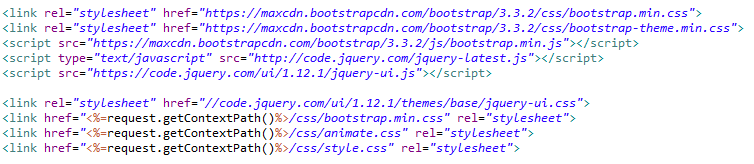 <link rel="stylesheet" href="https://maxcdn.bootstrapcdn.com/bootstrap/3.3.2/css/bootstrap.min.css">
<link rel="stylesheet" href="https://maxcdn.bootstrapcdn.com/bootstrap/3.3.2/css/bootstrap-theme.min.css">
<script src="https://maxcdn.bootstrapcdn.com/bootstrap/3.3.2/js/bootstrap.min.js"></script>
<script type="text/javascript" src="http://code.jquery.com/jquery-latest.js"></script>
<script src="https://code.jquery.com/ui/1.12.1/jquery-ui.js"></script>

<link rel="stylesheet" href="//code.jquery.com/ui/1.12.1/themes/base/jquery-ui.css">
<link href="<%=request.getContextPath()%>/css/bootstrap.min.css" rel="stylesheet">
<link href="<%=request.getContextPath()%>/css/animate.css" rel="stylesheet">
<link href="<%=request.getContextPath()%>/css/style.css" rel="stylesheet">